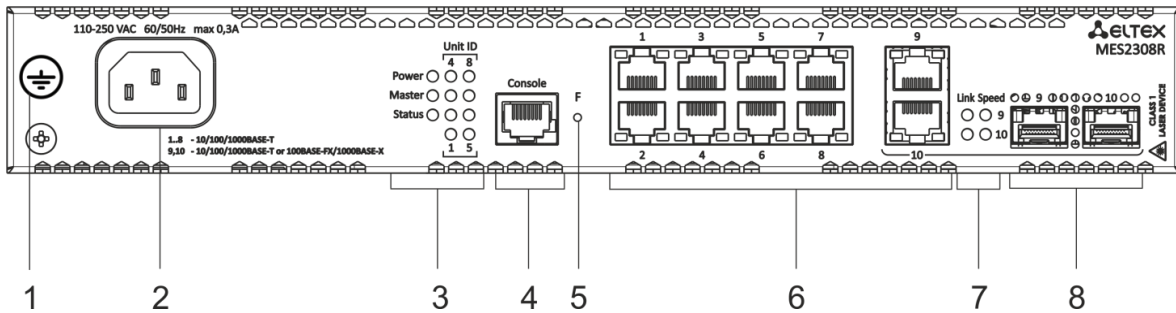 110-250 VAC 60/50Hz max 0,3A
Unit ID
4 8
Power
Master
Status
1 5
Console
F
1 3 5 7 9
2 4 6 8 10
ELTEX
MES2308R
Link Speed
9
10
9 10
CLASS 1
LASER DEVICE
1..8 - 10/100/1000BASE-T
9,10 - 10/100/1000BASE-T or 100BASE-FX/1000BASE-X
1 2 3 4 5 6 7 8